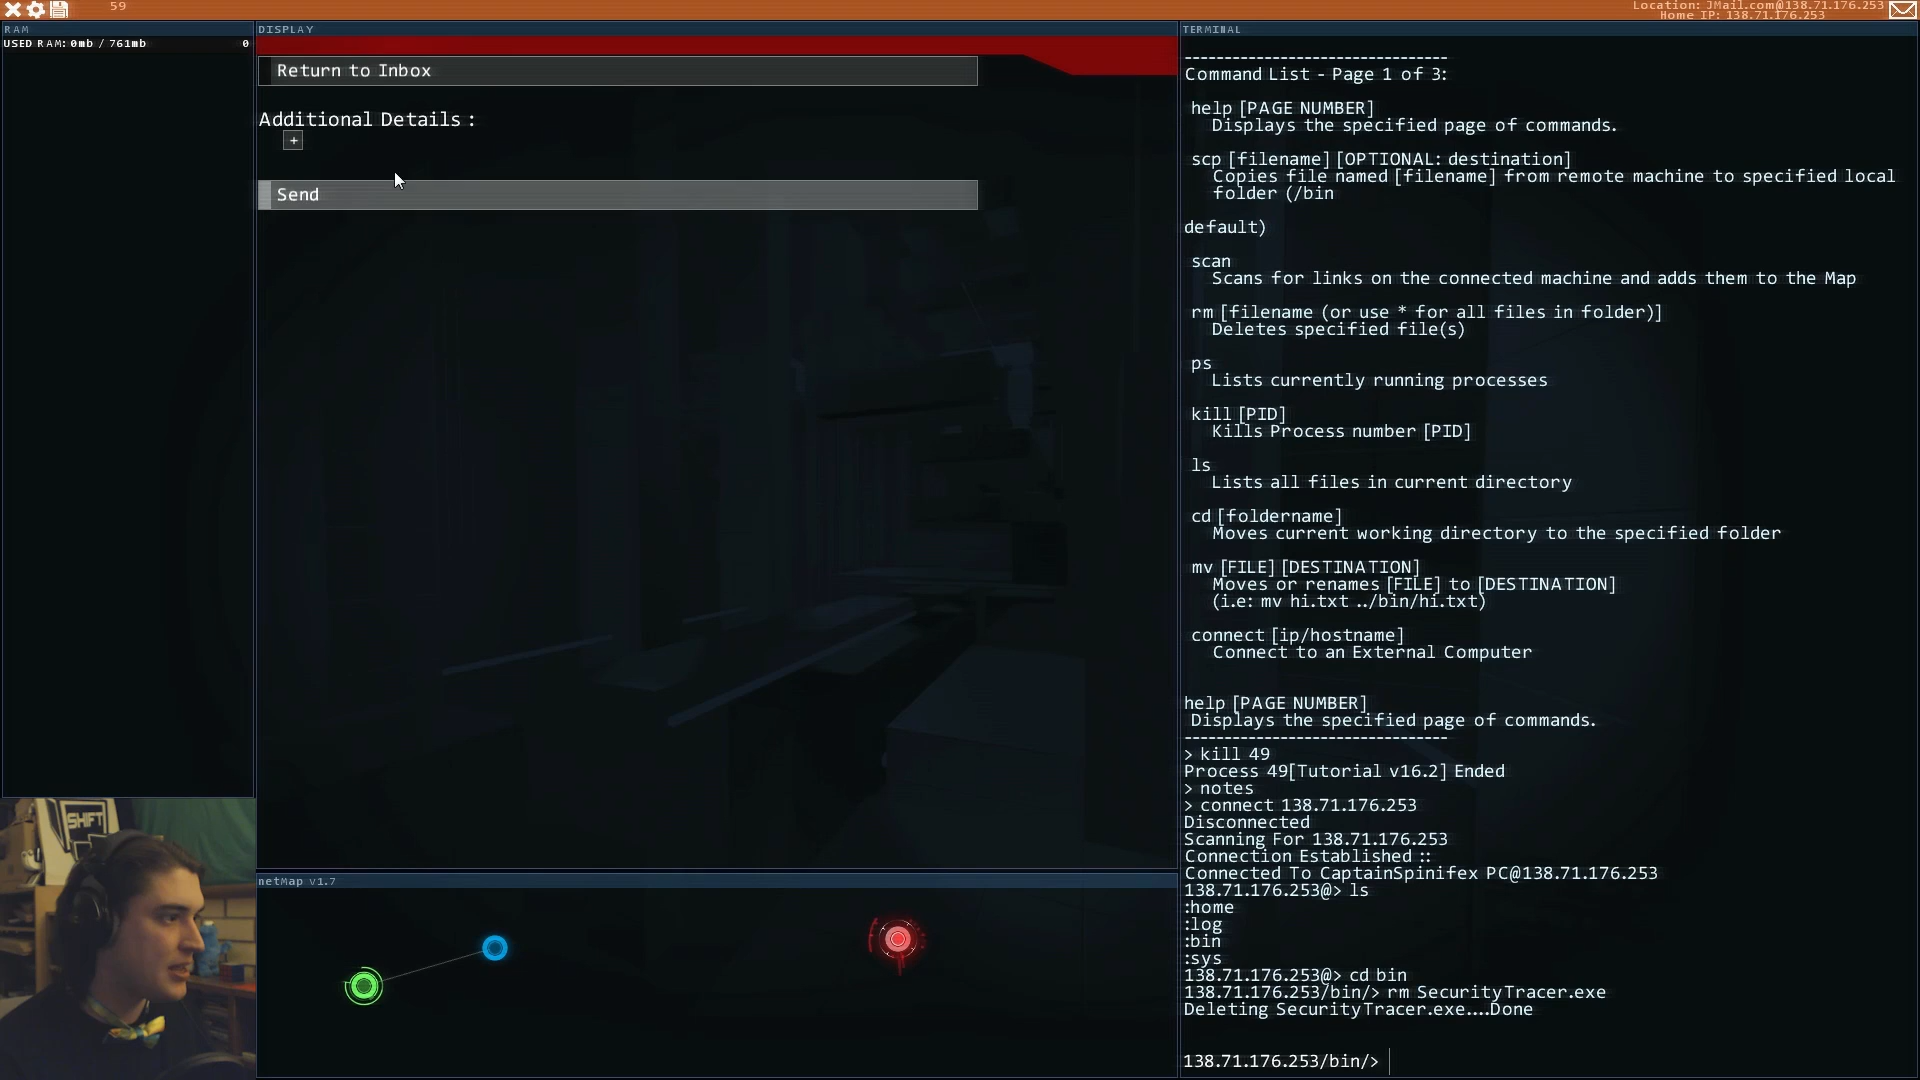 59
Location: JMail.com@138.71.176.253
Home IP: 138.71.176.253
RAM
USED RAM: 0mb / 761mb 0
DISPLAY
Return to Inbox
Additional Details :
+
Send
netMap v1.7
SHIFT
TERMINAL
--------------------------------
Command List - Page 1 of 3:
help [PAGE NUMBER]
Displays the specified page of commands.
scp [filename] [OPTIONAL: destination]
Copies file named [filename] from remote machine to specified local
folder (/bin
default)
scan
Scans for links on the connected machine and adds them to the Map
rm [filename (or use * for all files in folder)]
Deletes specified file(s)
ps
Lists currently running processes
kill [PID]
Kills Process number [PID]
ls
Lists all files in current directory
cd [foldername]
Moves current working directory to the specified folder
mv [FILE] [DESTINATION]
Moves or renames [FILE] to [DESTINATION]
(i.e: mv hi.txt ../bin/hi.txt)
connect [ip/hostname]
Connect to an External Computer
help [PAGE NUMBER]
Displays the specified page of commands.
--------------------------------
> kill 49
Process 49[Tutorial v16.2] Ended
> notes
> connect 138.71.176.253
Disconnected
Scanning For 138.71.176.253
Connection Established ::
Connected To CaptainSpinifex PC@138.71.176.253
138.71.176.253@> ls
:home
:log
:bin
:sys
138.71.176.253@> cd bin
138.71.176.253/bin/> rm SecurityTracer.exe
Deleting SecurityTracer.exe....Done
138.71.176.253/bin/>